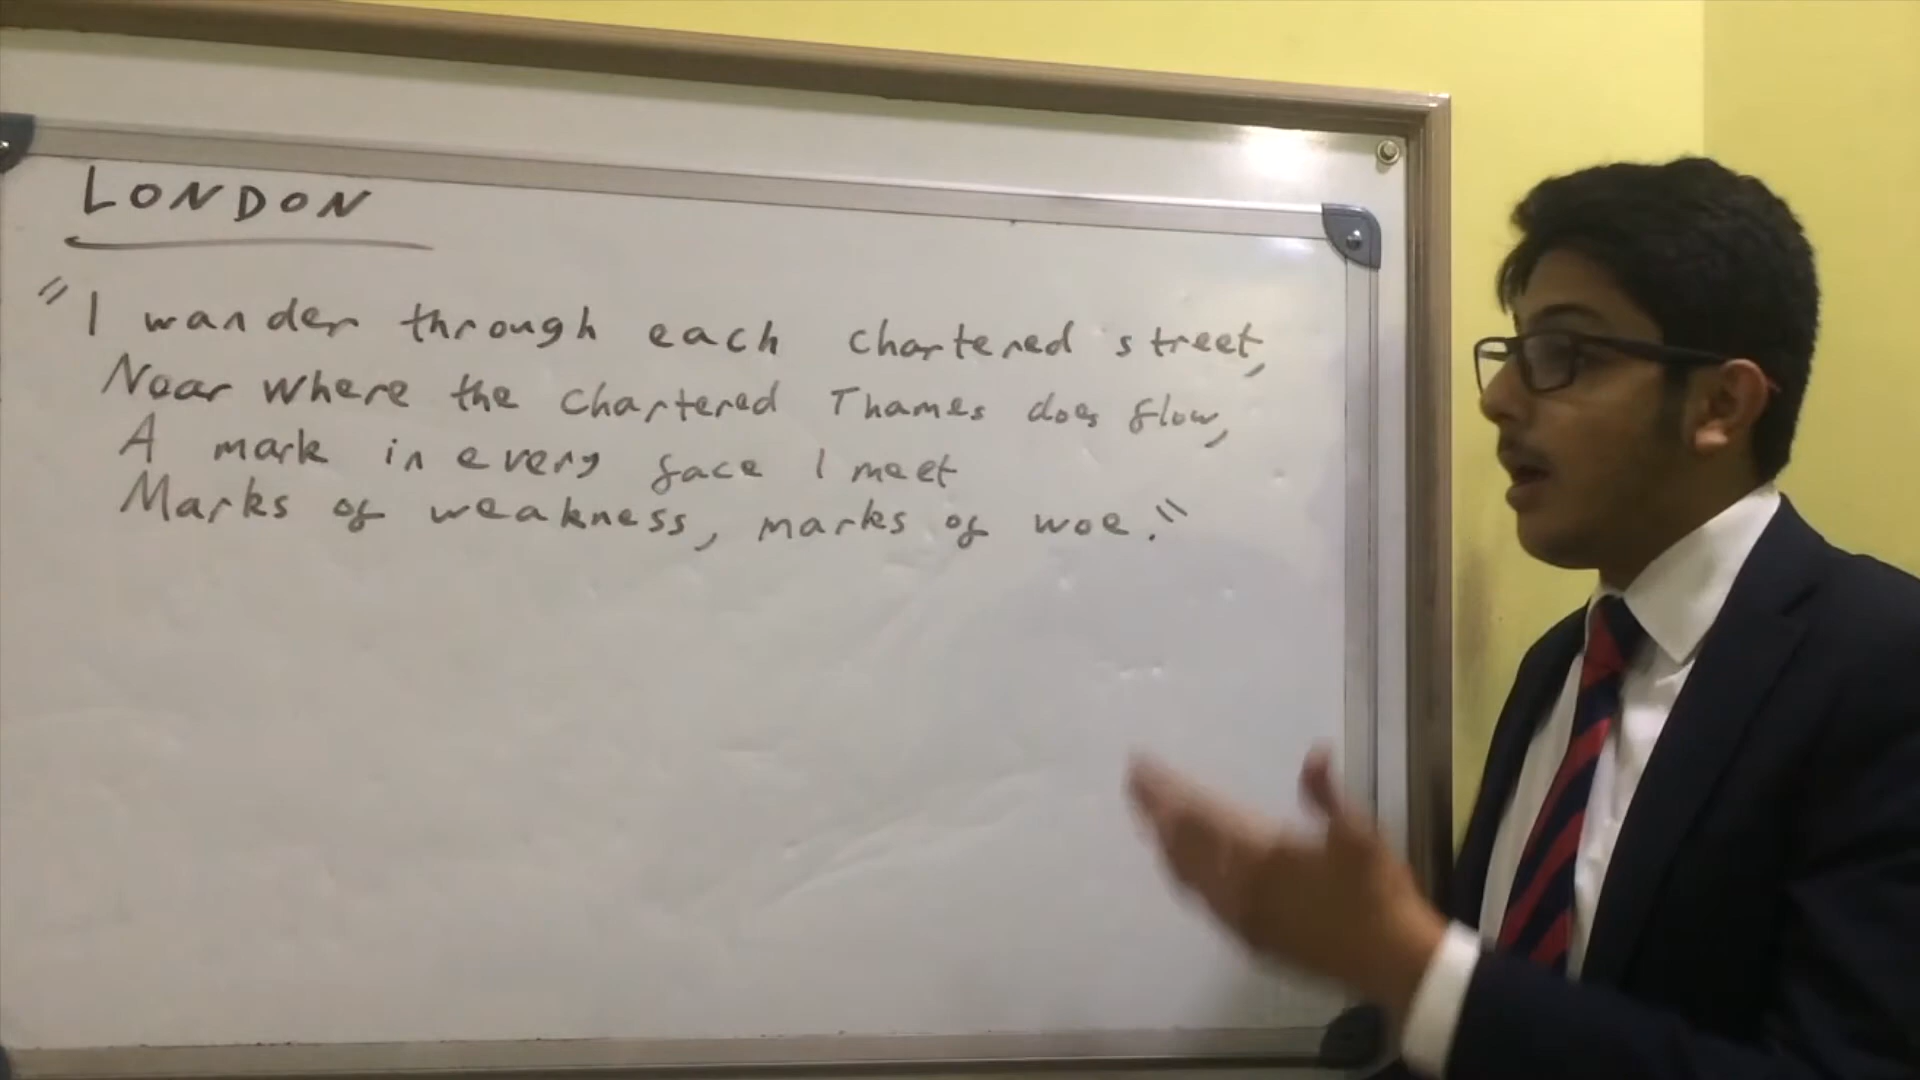 LONDON
"I wander through each chartered street,
Near where the chartered Thames does flow,
A mark in every face I meet
Marks of weakness, marks of woe."